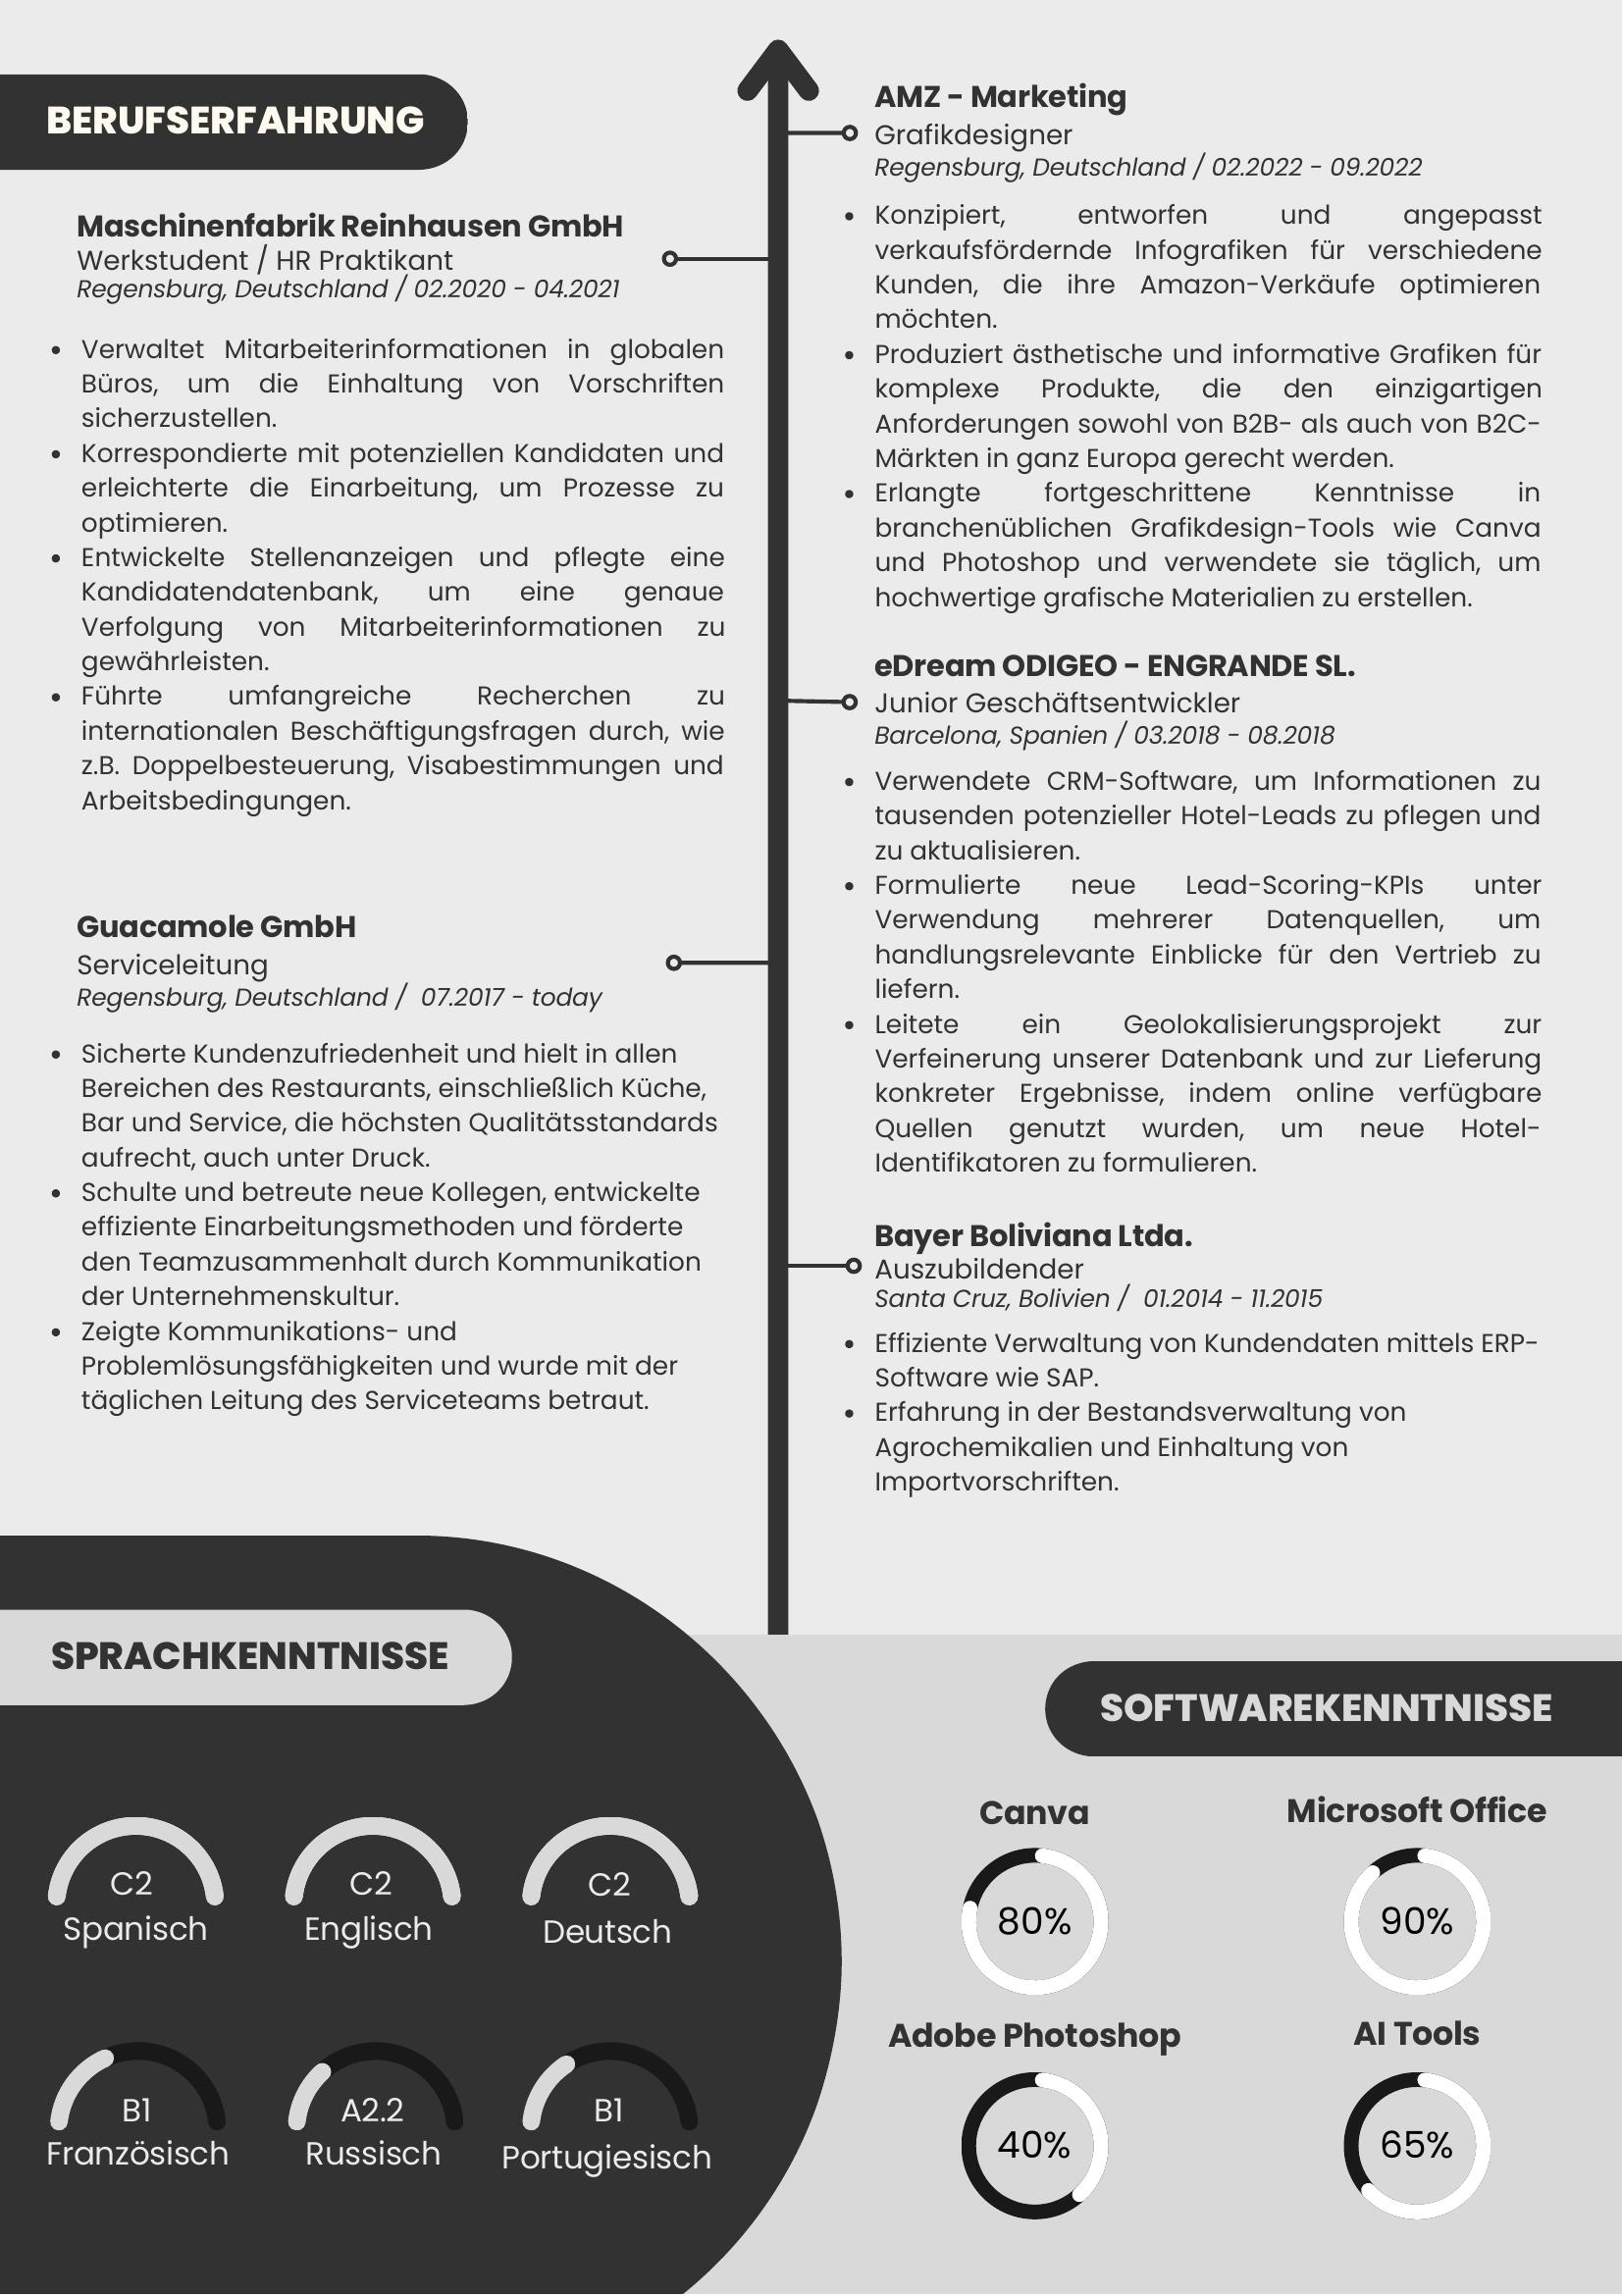 BERUFSERFAHRUNG
Maschinenfabrik Reinhausen GmbH
Werkstudent / HR Praktikant
Regensburg, Deutschland / 02.2020 - 04.2021
• Verwaltet Mitarbeiterinformationen in globalen
Büros, um die Einhaltung von Vorschriften
sicherzustellen.
• Korrespondierte mit potenziellen Kandidaten und
erleichterte die Einarbeitung, um Prozesse zu
optimieren.
• Entwickelte Stellenanzeigen und pflegte eine
Kandidatendatenbank, um eine genaue
Verfolgung von Mitarbeiterinformationen zu
gewährleisten.
• Führte umfangreiche Recherchen zu
internationalen Beschäftigungsfragen durch, wie
z.B. Doppelbesteuerung, Visabestimmungen und
Arbeitsbedingungen.
Guacamole GmbH
Serviceleitung
Regensburg, Deutschland / 07.2017 - today
• Sicherte Kundenzufriedenheit und hielt in allen
Bereichen des Restaurants, einschließlich Küche,
Bar und Service, die höchsten Qualitätsstandards
aufrecht, auch unter Druck.
• Schulte und betreute neue Kollegen, entwickelte
effiziente Einarbeitungsmethoden und förderte
den Teamzusammenhalt durch Kommunikation
der Unternehmenskultur.
• Zeigte Kommunikations- und
Problemlösungsfähigkeiten und wurde mit der
täglichen Leitung des Serviceteams betraut.
AMZ - Marketing
Grafikdesigner
Regensburg, Deutschland / 02.2022 - 09.2022
• Konzipiert, entworfen und angepasst
verkaufsfördernde Infografiken für verschiedene
Kunden, die ihre Amazon-Verkäufe optimieren
möchten.
• Produziert ästhetische und informative Grafiken für
komplexe Produkte, die den einzigartigen
Anforderungen sowohl von B2B- als auch von B2C-
Märkten in ganz Europa gerecht werden.
• Erlangte fortgeschrittene Kenntnisse in
branchenüblichen Grafikdesign-Tools wie Canva
und Photoshop und verwendete sie täglich, um
hochwertige grafische Materialien zu erstellen.
eDream ODIGEO - ENGRANDE SL.
Junior Geschäftsentwickler
Barcelona, Spanien / 03.2018 - 08.2018
• Verwendete CRM-Software, um Informationen zu
tausenden potenzieller Hotel-Leads zu pflegen und
zu aktualisieren.
• Formulierte neue Lead-Scoring-KPIs unter
Verwendung mehrerer Datenquellen, um
handlungsrelevante Einblicke für den Vertrieb zu
liefern.
• Leitete ein Geolokalisierungsprojekt zur
Verfeinerung unserer Datenbank und zur Lieferung
konkreter Ergebnisse, indem online verfügbare
Quellen genutzt wurden, um neue Hotel-
Identifikatoren zu formulieren.
Bayer Boliviana Ltda.
Auszubildender
Santa Cruz, Bolivien / 01.2014 - 11.2015
• Effiziente Verwaltung von Kundendaten mittels ERP-
Software wie SAP.
• Erfahrung in der Bestandsverwaltung von
Agrochemikalien und Einhaltung von
Importvorschriften.
SPRACHKENNTNISSE
C2
Spanisch
C2
Englisch
C2
Deutsch
B1
Französisch
A2.2
Russisch
B1
Portugiesisch
SOFTWAREKENNTNISSE
Canva
80%
Microsoft Office
90%
Adobe Photoshop
40%
AI Tools
65%